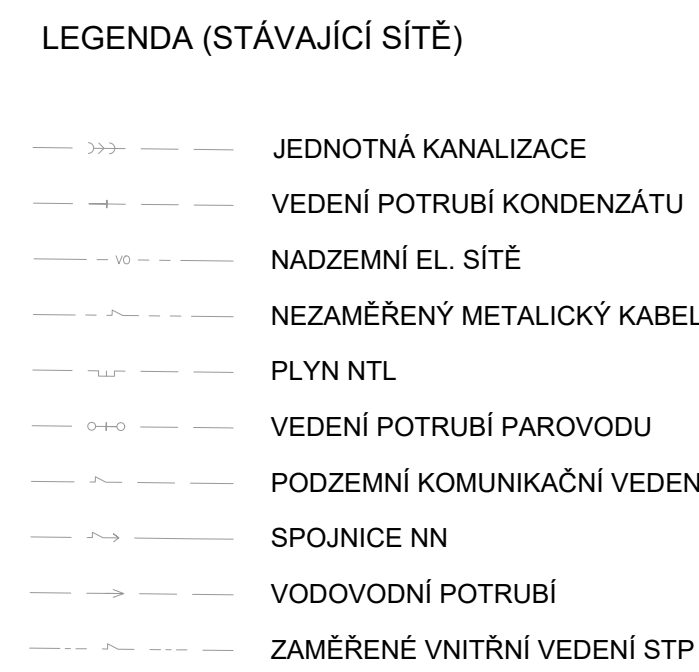 LEGENDA (STÁVAJÍCÍ SÍTĚ)
JEDNOTNÁ KANALIZACE
VEDENÍ POTRUBÍ KONDENZÁTU
VO NADZEMNÍ EL. SÍTĚ
NEZAMĚŘENÝ METALICKÝ KABEL
PLYN NTL
VEDENÍ POTRUBÍ PAROVODU
PODZEMNÍ KOMUNIKAČNÍ VEDEN
SPOJNICE NN
VODOVODNÍ POTRUBÍ
ZAMĚŘENÉ VNITŘNÍ VEDENÍ STP